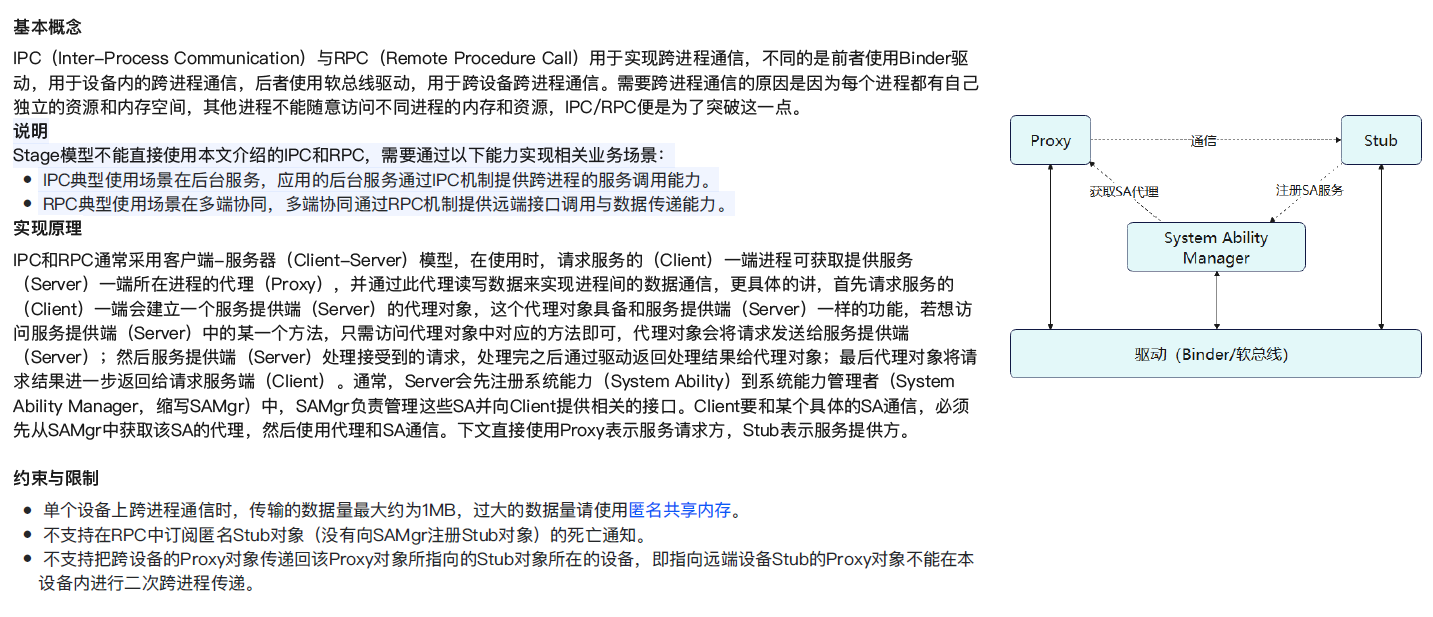 基本概念
IPC（Inter-Process Communication）与RPC（Remote Procedure Call）用于实现跨进程通信，不同的是前者使用Binder驱
动，用于设备内的跨进程通信，后者使用软总线驱动，用于跨设备跨进程通信。需要跨进程通信的原因是因为每个进程都有自己
独立的资源和内存空间，其他进程不能随意访问不同进程的内存和资源，IPC/RPC便是为了突破这一点。
说明
Stage模型不能直接使用本文介绍的IPC和RPC，需要通过以下能力实现相关业务场景：
● IPC典型使用场景在后台服务，应用的后台服务通过IPC机制提供跨进程的服务调用能力。
● RPC典型使用场景在多端协同，多端协同通过RPC机制提供远端接口调用与数据传递能力。
实现原理
IPC和RPC通常采用客户端-服务器（Client-Server）模型，在使用时，请求服务的（Client）一端进程可获取提供服务
（Server）一端所在进程的代理（Proxy），并通过此代理读写数据来实现进程间的数据通信，更具体的讲，首先请求服务的
（Client）一端会建立一个服务提供端（Server）的代理对象，这个代理对象具备和服务提供端（Server）一样的功能，若想访
问服务提供端（Server）中的某一个方法，只需访问代理对象中对应的方法即可，代理对象会将请求发送给服务提供端
（Server）；然后服务提供端（Server）处理接受到的请求，处理完之后通过驱动返回处理结果给代理对象；最后代理对象将请
求结果进一步返回给请求服务端（Client）。通常，Server会先注册系统能力（System Ability）到系统能力管理者（System
Ability Manager，缩写SAMgr）中，SAMgr负责管理这些SA并向Client提供相关的接口。Client要和某个具体的SA通信，必须
先从SAMgr中获取该SA的代理，然后使用代理和SA通信。下文直接使用Proxy表示服务请求方，Stub表示服务提供方。
约束与限制
● 单个设备上跨进程通信时，传输的数据量最大约为1MB，过大的数据量请使用匿名共享内存。
● 不支持在RPC中订阅匿名Stub对象（没有向SAMgr注册Stub对象）的死亡通知。
● 不支持把跨设备的Proxy对象传递回该Proxy对象所指向的Stub对象所在的设备，即指向远端设备Stub的Proxy对象不能在本
设备内进行二次跨进程传递。
Proxy
通信
Stub
获取SA代理
注册SA服务
System Ability
Manager
驱动（Binder/软总线）